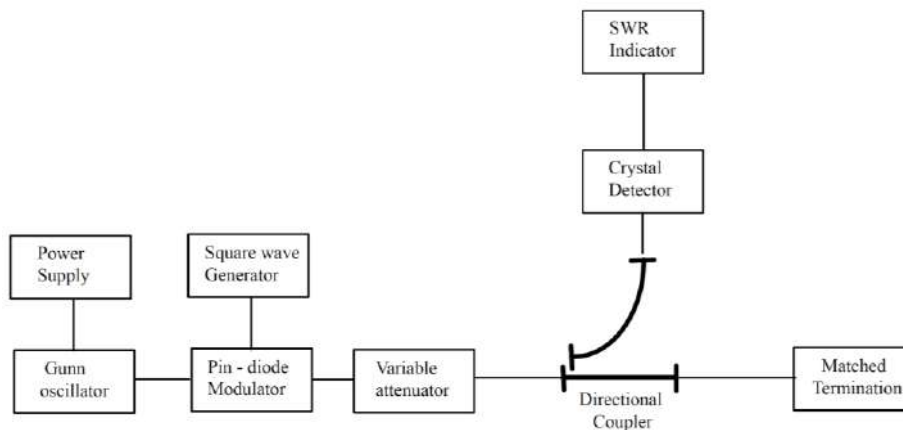 SWR
Indicator
Crystal
Detector
Power
Supply
Square wave
Generator
Gunn
oscillator
Pin - diode
Modulator
Variable
attenuator
Directional
Coupler
Matched
Termination